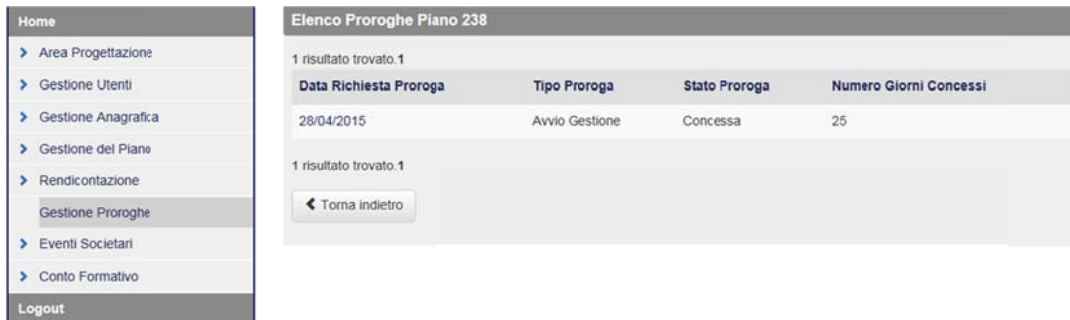 Home
Area Progettazione
Gestione Utenti
Gestione Anagrafica
Gestione del Piano
Rendicontazione
Gestione Proroghe
Eventi Societari
Conto Formativo
Logout
Elenco Proroghe Piano 238
1 risultato trovato.1
Data Richiesta Proroga Tipo Proroga Stato Proroga Numero Giorni Concessi
28/04/2015 Avvio Gestione Concessa 25
1 risultato trovato.1
Torna indietro